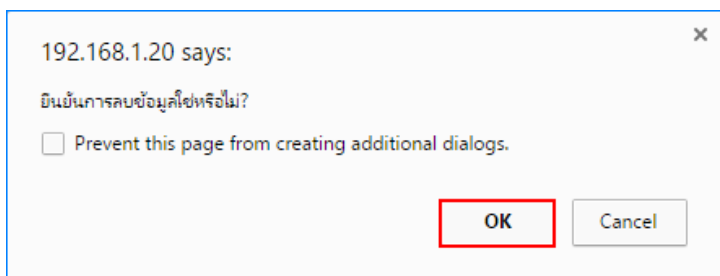 192.168.1.20 says:
ยืนยันการลบข้อมูลใช่หรือไม่?
Prevent this page from creating additional dialogs.
OK Cancel